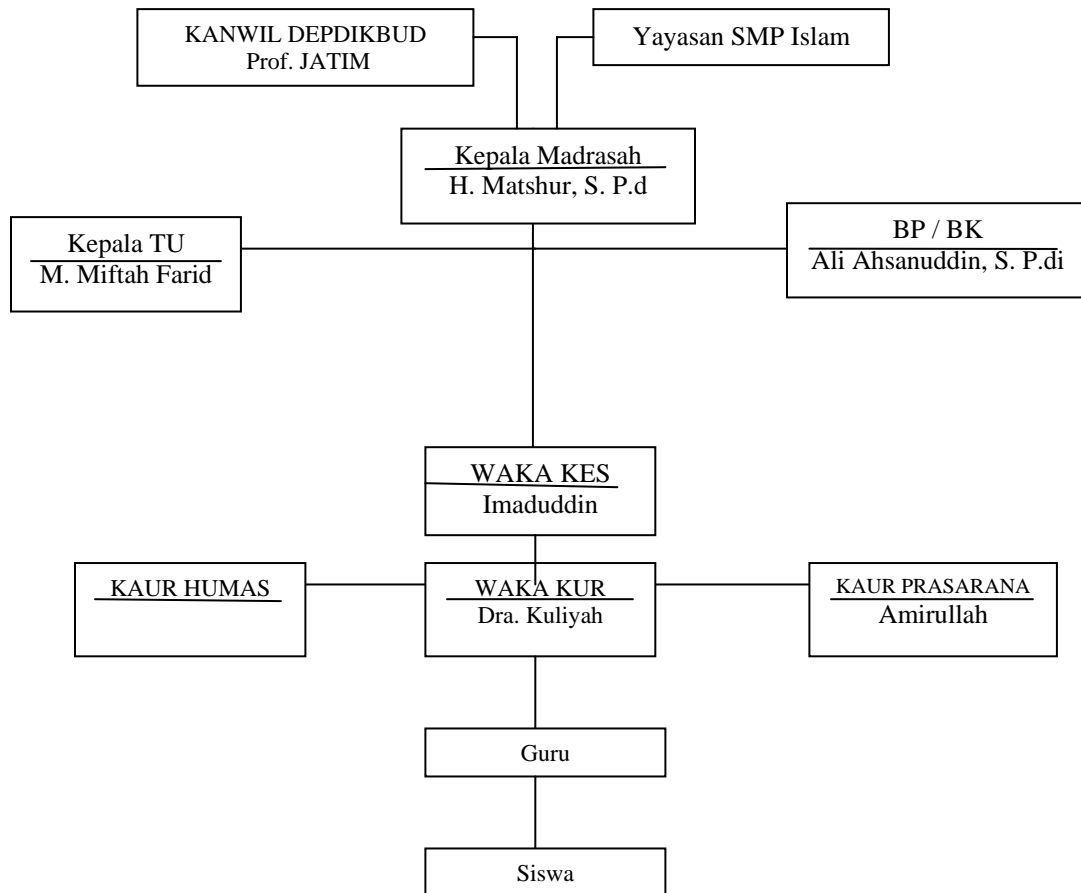 KANWIL DEPDIKBUD
Prof. JATIM
Yayasan SMP Islam
Kepala Madrasah
H. Matshur, S. P.d
Kepala TU
M. Miftah Farid
BP / BK
Ali Ahsanuddin, S. P.di
WAKA KES
Imaduddin
KAUR HUMAS
WAKA KUR
Dra. Kuliyah
KAUR PRASARANA
Amirullah
Guru
Siswa